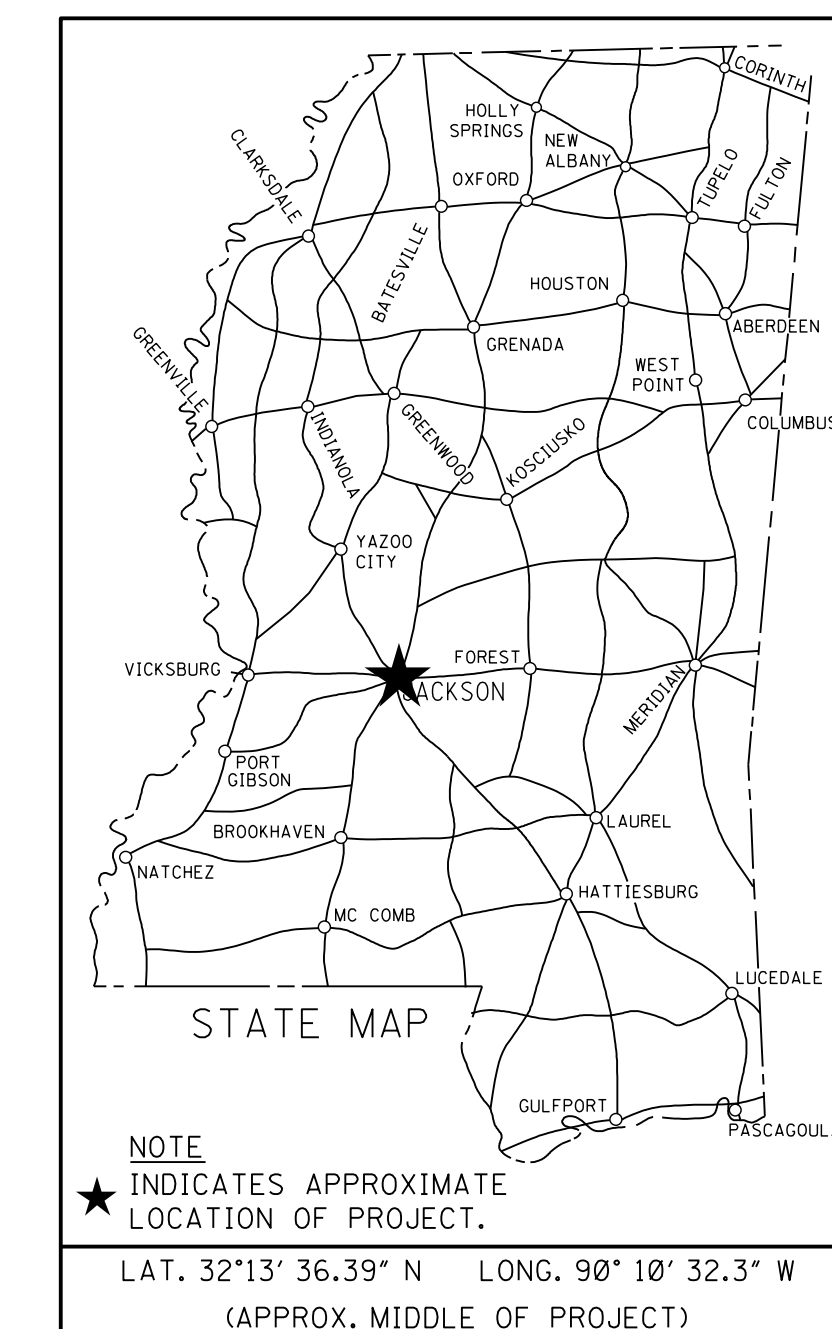 CORINTH
HOLLY
SPRINGS
NEW
ALBANY
CLARKSDALE
OXFORD
TUPELO
FULTON
BATESVILLE
HOUSTON
ABERDEEN
GRENADA
GREENVILLE
WEST
POINT
COLUMBUS
INDIANOLA
GREENWOOD
KOSCIUSKO
YAZOO
CITY
VICKSBURG
FOREST
JACKSON
MERIDIAN
PORT
GIBSON
BROOKHAVEN
LAUREL
NATCHEZ
HATTIESBURG
MC COMB
LUCEDALE
STATE MAP
GULFPORT
PASCAGOUL
NOTE
INDICATES APPROXIMATE
LOCATION OF PROJECT.
LAT. 32°13' 36.39" N LONG. 90° 10' 32.3" W
(APPROX. MIDDLE OF PROJECT)